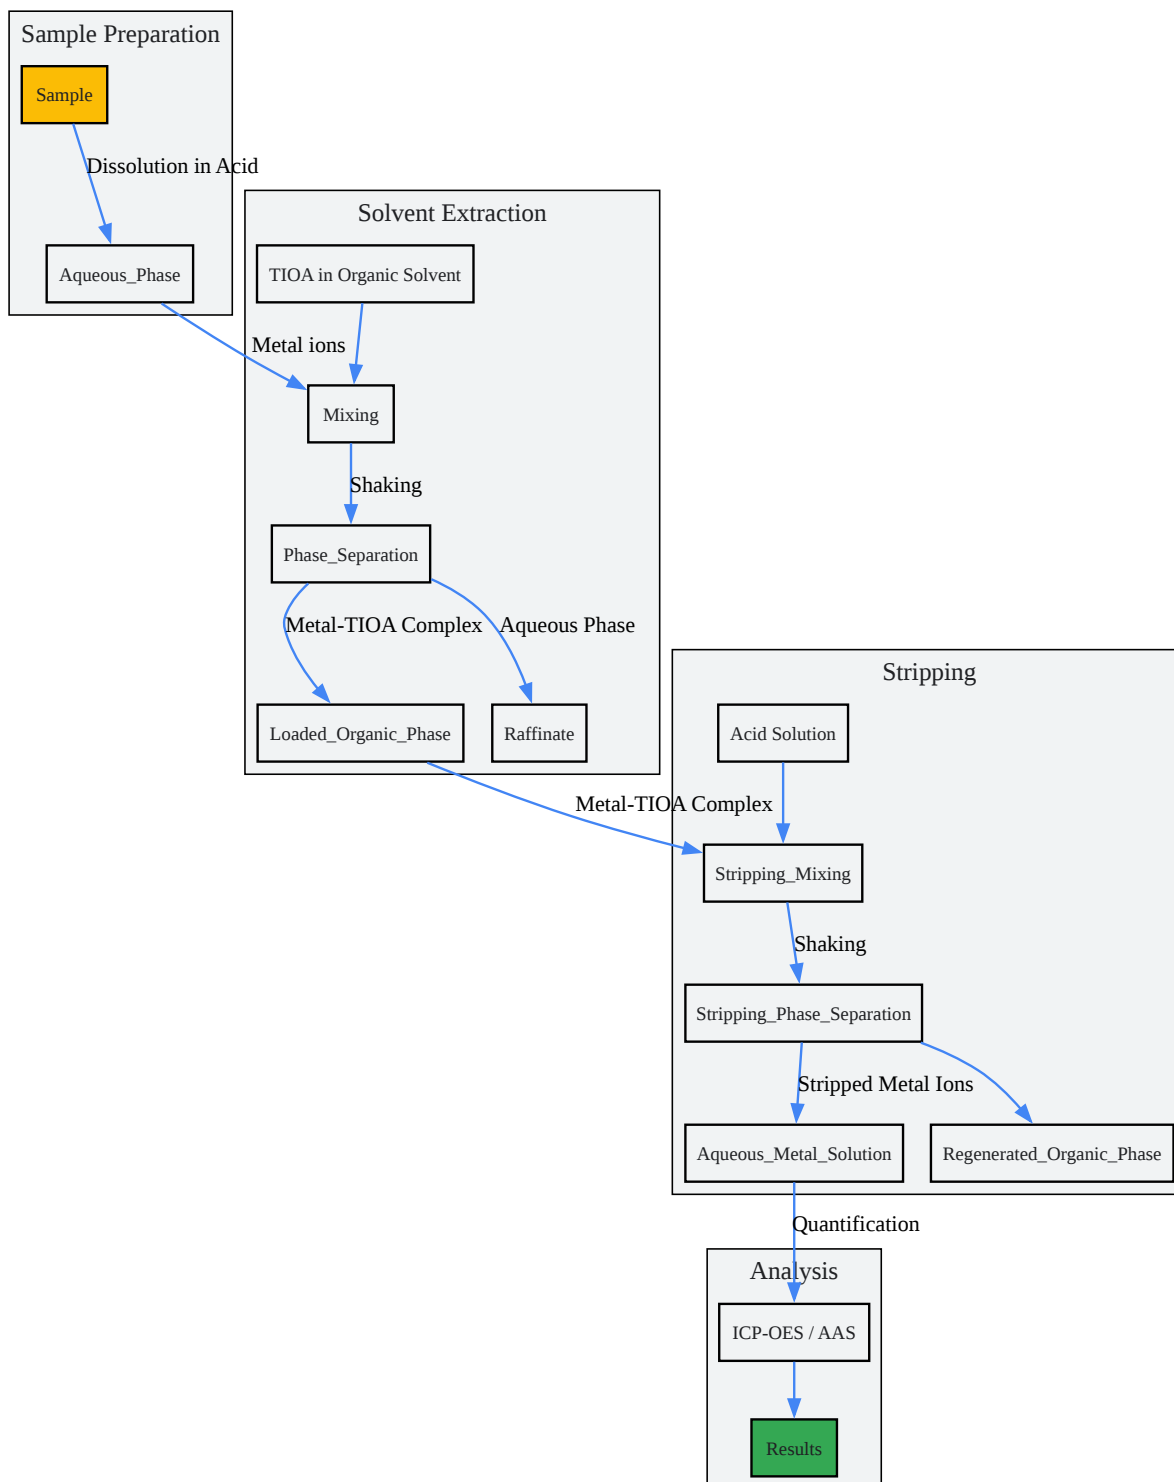 Sample Preparation
Sample
Dissolution in Acid
Aqueous_Phase
Solvent Extraction
TIOA in Organic Solvent
Metal ions
Mixing
Shaking
Phase_Separation
Metal-TIOA Complex
Aqueous Phase
Loaded_Organic_Phase
Raffinate
Stripping
Acid Solution
Metal-TIOA Complex
Stripping_Mixing
Shaking
Stripping_Phase_Separation
Stripped Metal Ions
Aqueous_Metal_Solution
Regenerated_Organic_Phase
Quantification
Analysis
ICP-OES / AAS
Results